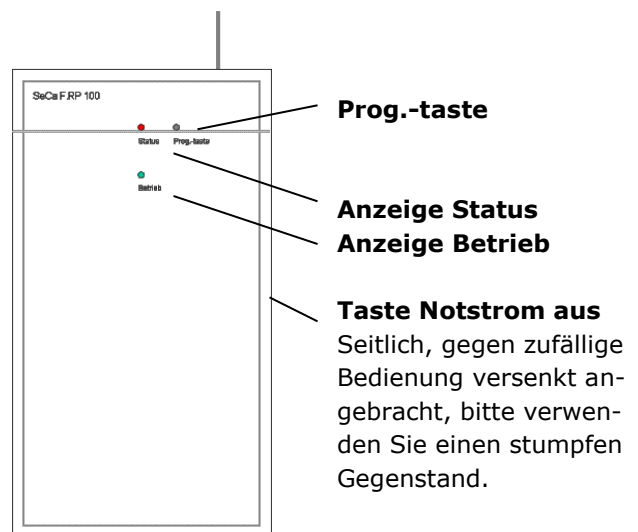 SeCa F.RP 100
Status Prog.-taste
Betrieb
Prog.-taste
Anzeige Status
Anzeige Betrieb
Taste Notstrom aus
Seitlich, gegen zufällige
Bedienung versenkt an-
gebracht, bitte verwen-
den Sie einen stumpfen
Gegenstand.